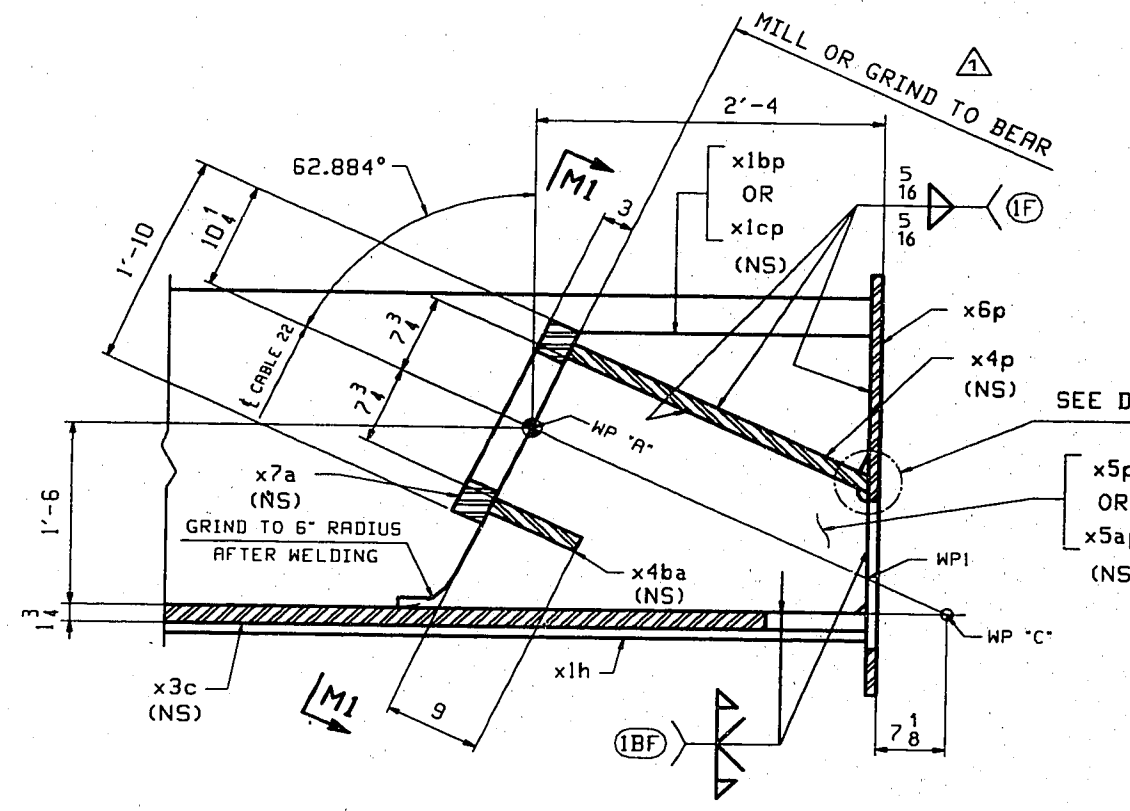 MILL OR GRIND TO BEAR
1
2'-4
62.884°
M1
x1bp
OR
x1cp
(NS)
5
16
5
16
1F
3
1'-10
10 1/4
7 3/4
7 3/4
℄ CABLE 22
x6p
x4p
(NS)
SEE D
WP "A"
x5p
OR
x5ap
(NS
1'-6
1 3/4
x7a
(NS)
GRIND TO 6" RADIUS
AFTER WELDING
x4ba
(NS)
WP1
WP "C"
x3c
(NS)
M1
9
x1h
1BF
7 1/8